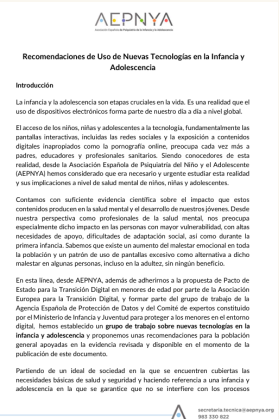 AEPNYA
Asociación Española de Psiquiatría de la Infancia y la Adolescencia
Recomendaciones de Uso de Nuevas Tecnologías en la Infancia y
Adolescencia
Introducción
La infancia y la adolescencia son etapas cruciales en la vida. Es una realidad que el
uso de dispositivos electrónicos forma parte de nuestro día a día a nivel global.
El acceso de los niños, niñas y adolescentes a la tecnología, fundamentalmente las
pantallas interactivas, incluidas las redes sociales y la exposición a contenidos
digitales inapropiados como la pornografía online, preocupa cada vez más a
padres, educadores y profesionales sanitarios. Siendo conocedores de esta
realidad, desde la Asociación Española de Psiquiatría del Niño y el Adolescente
(AEPNYA) hemos considerado que era necesario y urgente estudiar esta realidad
y sus implicaciones a nivel de salud mental de niños, niñas y adolescentes.
Contamos con suficiente evidencia científica sobre el impacto que estos
contenidos producen en la salud mental y el desarrollo de nuestros jóvenes. Desde
nuestra perspectiva como profesionales de la salud mental, nos preocupa
especialmente dicho impacto en las personas con mayor vulnerabilidad, con altas
necesidades de apoyo, dificultades de adaptación social, así como durante la
primera infancia. Sabemos que existe un aumento del malestar emocional en toda
la población y un patrón de uso de pantallas excesivo como alternativa a dicho
malestar en algunas personas, incluso en la adultez, sin ningún beneficio.
En esta línea, desde AEPNYA, además de adherirnos a la propuesta de Pacto de
Estado para la Transición Digital en menores de edad por parte de la Asociación
Europea para la Transición Digital, y formar parte del grupo de trabajo de la
Agencia Española de Protección de Datos y del Comité de expertos constituido
por el Ministerio de Infancia y Juventud para proteger a los menores en el entorno
digital, hemos establecido un grupo de trabajo sobre nuevas tecnologías en la
infancia y adolescencia y proponemos unas recomendaciones para la población
general apoyadas en la evidencia revisada y disponible en el momento de la
publicación de este documento.
Partiendo de un ideal de sociedad en la que se encuentren cubiertas las
necesidades básicas de salud y seguridad y haciendo referencia a una infancia y
adolescencia en la que se garantice que no se interfiere con los procesos
secretaria.tecnica@aepnya.org